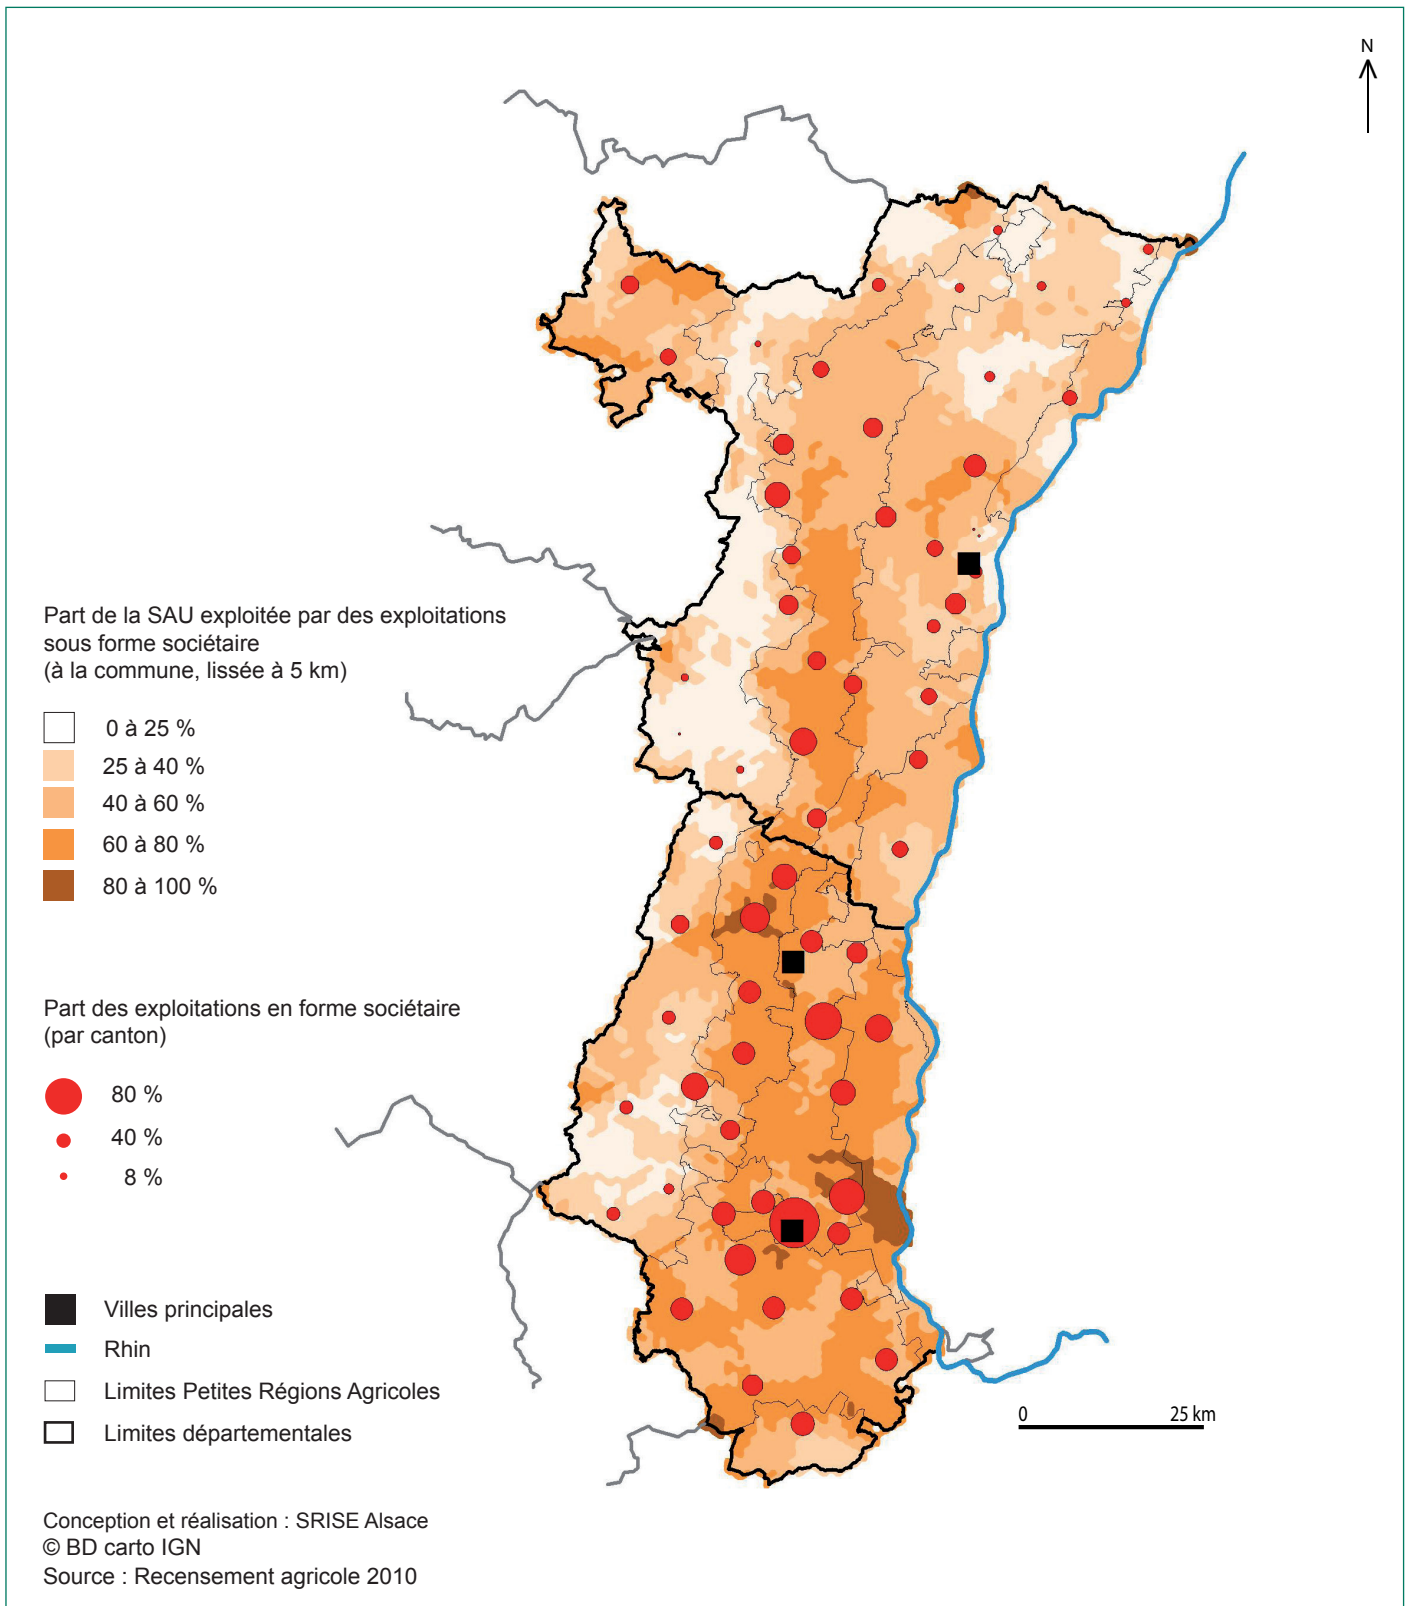 N
Part de la SAU exploitée par des exploitations
sous forme sociétaire
(à la commune, lissée à 5 km)
0 à 25 %
25 à 40 %
40 à 60 %
60 à 80 %
80 à 100 %
Part des exploitations en forme sociétaire
(par canton)
80 %
40 %
8 %
Villes principales
Rhin
Limites Petites Régions Agricoles
Limites départementales
0 25 km
Conception et réalisation : SRISE Alsace
© BD carto IGN
Source : Recensement agricole 2010